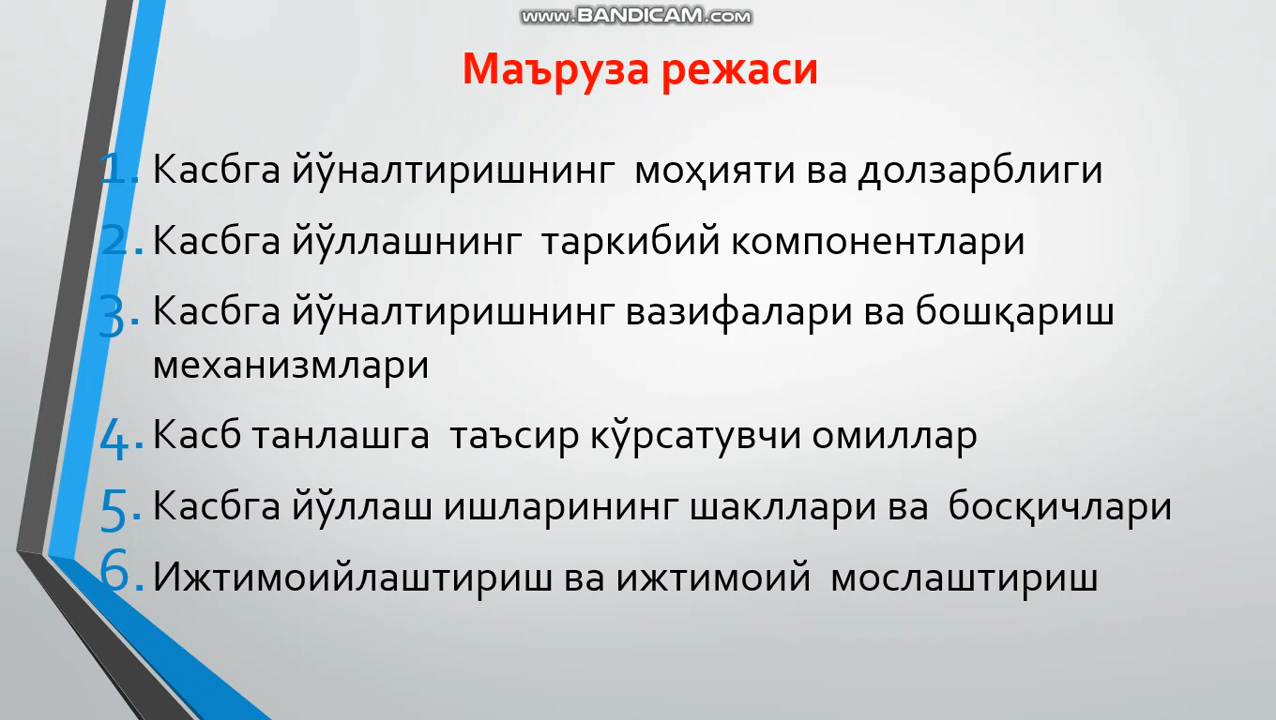 www.BANDICAM.com
Маъруза режаси
1. Касбга йўналтиришнинг моҳияти ва долзарблиги
2. Касбга йўллашнинг таркибий компонентлари
3. Касбга йўналтиришнинг вазифалари ва бошқариш
механизмлари
4. Касб танлашга таъсир кўрсатувчи омиллар
5. Касбга йўллаш ишларининг шакллари ва босқичлари
6. Ижтимоийлаштириш ва ижтимоий мослаштириш